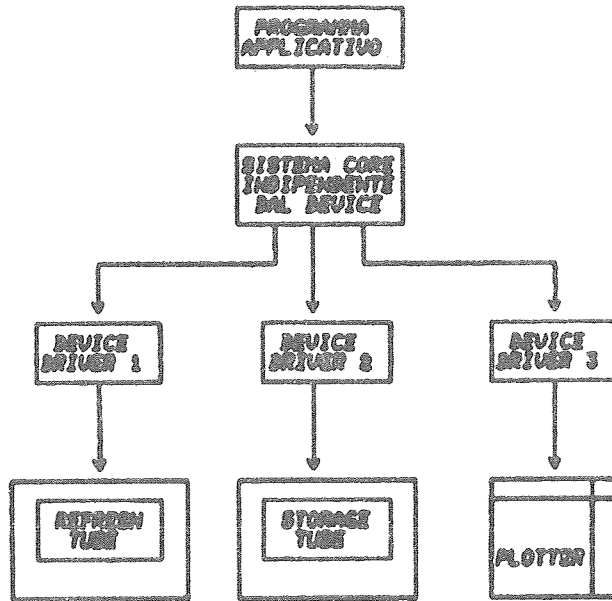 PROGRAMMA
APPLICATIVO
SISTEMA CORE
INDIPENDENTE
DAL DEVICE
DEVICE
DRIVER 1
DEVICE
DRIVER 2
DEVICE
DRIVER 3
REFRESH
TUBE
STORAGE
TUBE
PLOTTER